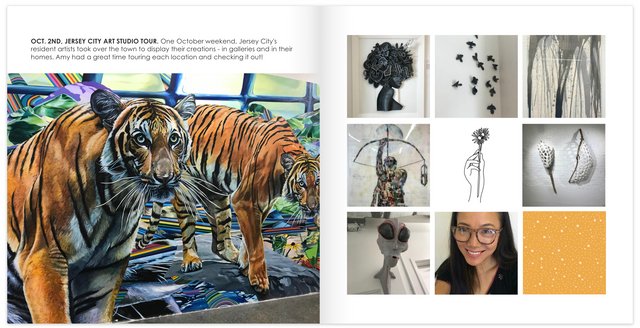 OCT. 2ND, JERSEY CITY ART STUDIO TOUR. One October weekend, Jersey City's
resident artists took over the town to display their creations - in galleries and in their
homes. Amy had a great time touring each location and checking it out!